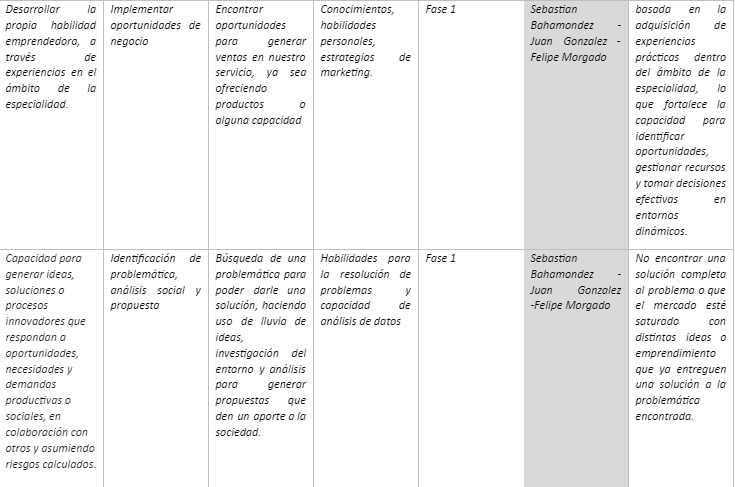 Desarrollar la
propia habilidad
emprendedora, a
través de
experiencias en el
ámbito de la
especialidad.
Implementar
oportunidades de
negocio
Encontrar
oportunidades
para generar
ventas en nuestro
servicio, ya sea
ofreciendo
productos o
alguna capacidad
Conocimientos,
habilidades
personales,
estrategias de
marketing.
Fase 1
Sebastian
Bahamondez -
Juan Gonzalez -
Felipe Morgado
basada en la
adquisición de
experiencias
prácticas dentro
del ámbito de la
especialidad, lo
que fortalece la
capacidad para
identificar
oportunidades,
gestionar recursos
y tomar decisiones
efectivas en
entornos
dinámicos.
Capacidad para
generar ideas,
soluciones o
procesos
innovadores que
respondan a
oportunidades,
necesidades y
demandas
productivas o
sociales, en
colaboración con
otros y asumiendo
riesgos calculados.
Identificación de
problemática,
análisis social y
propuesta
Búsqueda de una
problemática para
poder darle una
solución, haciendo
uso de lluvia de
ideas,
investigación del
entorno y análisis
para generar
propuestas que
den un aporte a la
sociedad.
Habilidades para
la resolución de
problemas y
capacidad de
análisis de datos
Fase 1
Sebastian
Bahamondez -
Juan Gonzalez
-Felipe Morgado
No encontrar una
solución completa
al problema o que
el mercado esté
saturado con
distintas ideas o
emprendimiento
que ya entreguen
una solución a la
problemática
encontrada.